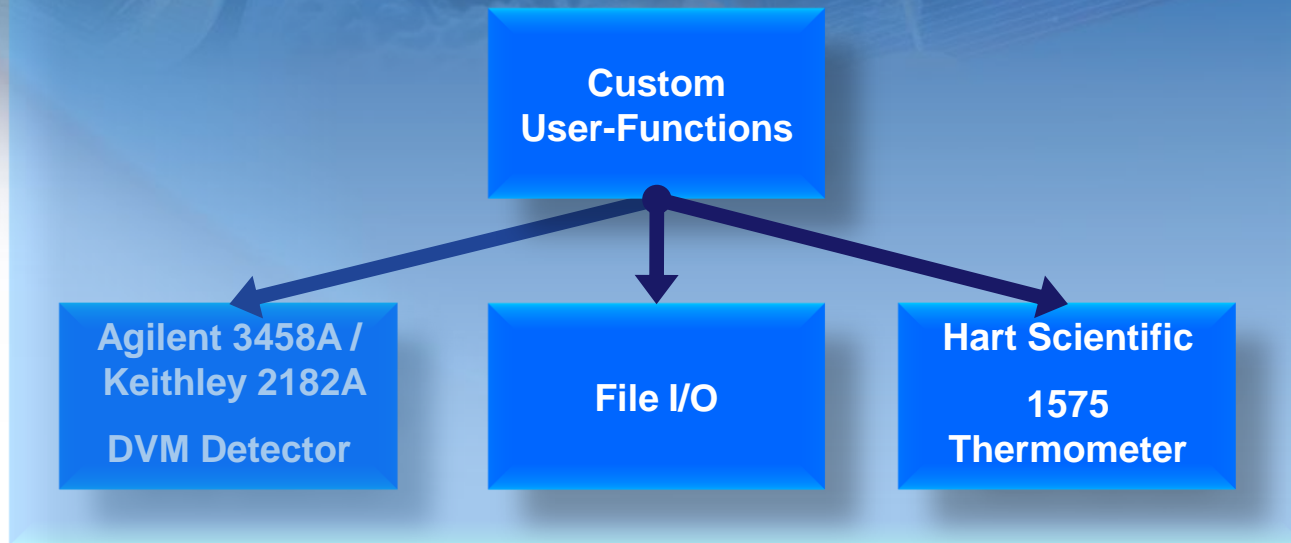 Custom
User-Functions
Agilent 3458A /
Keithley 2182A
DVM Detector
File I/O
Hart Scientific
1575
Thermometer